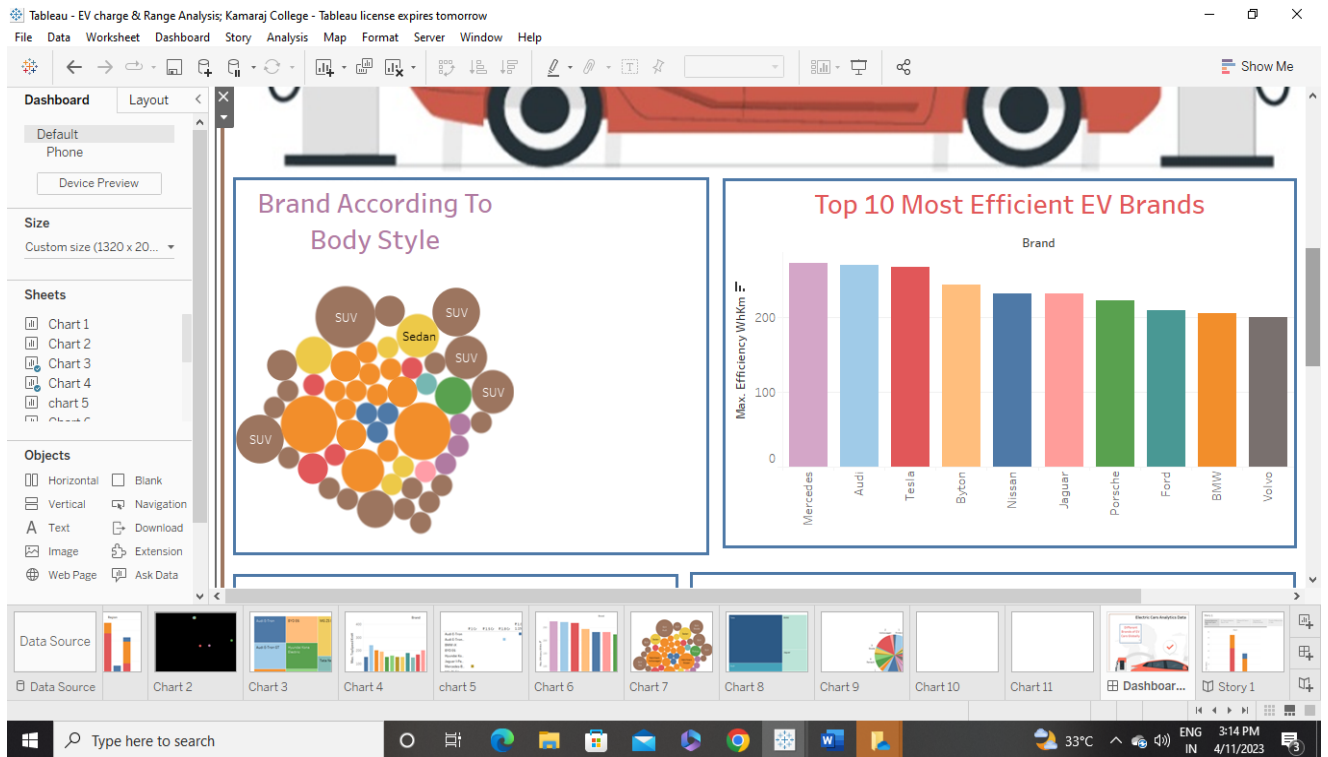 Tableau - EV charge & Range Analysis; Kamaraj College - Tableau license expires tomorrow
File Data Worksheet Dashboard Story Analysis Map Format Server Window Help
Show Me
Dashboard Layout
Default
Phone
Device Preview
Size
Custom size (1320 x 20...
Sheets
Chart 1
Chart 2
Chart 3
Chart 4
chart 5
Objects
Horizontal Blank
Vertical Navigation
Text Download
Image Extension
Web Page Ask Data
Brand According To
Body Style
SUV
SUV
Sedan
SUV
SUV
SUV
Top 10 Most Efficient EV Brands
Brand
Max. Efficiency WhKm
200
100
0
Mercedes
Audi
Tesla
Byton
Nissan
Jaguar
Porsche
Ford
BMW
Volvo
Data Source
Data Source
Chart 2
Chart 3
Chart 4
chart 5
Chart 6
Chart 7
Chart 8
Chart 9
Chart 10
Chart 11
Dashboar...
Story 1
Type here to search
33°C
ENG
IN
3:14 PM
4/11/2023
3